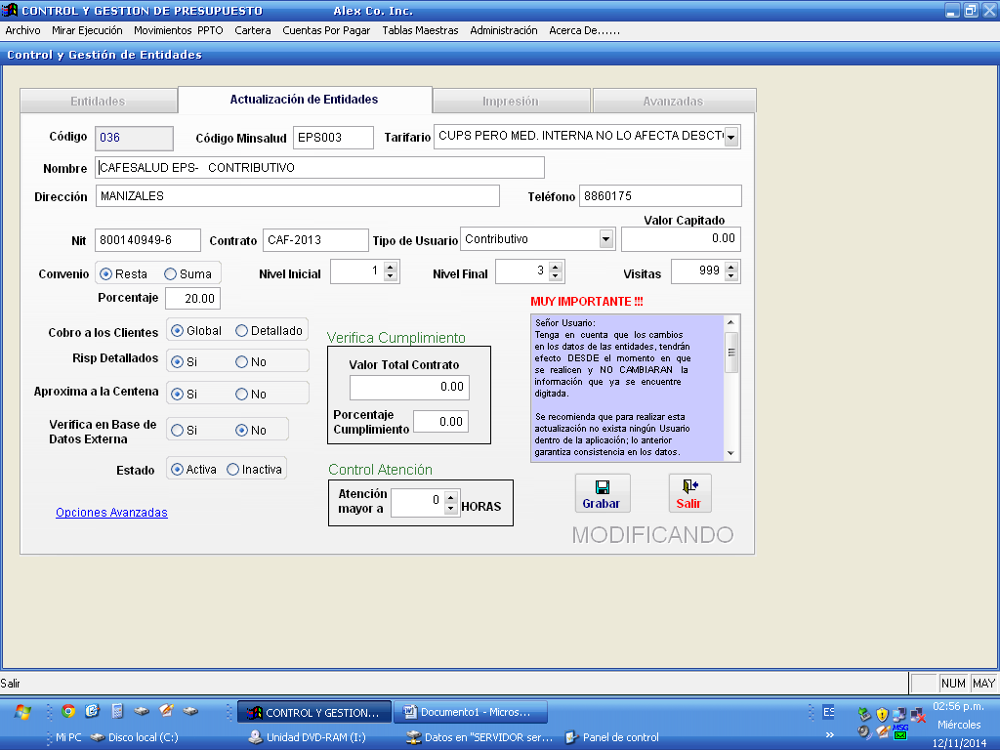 CONTROL Y GESTION DE PRESUPUESTO Alex Co. Inc.
Archivo Mirar Ejecución Movimientos PPTO Cartera Cuentas Por Pagar Tablas Maestras Administración Acerca De......
Control y Gestión de Entidades
Entidades Actualización de Entidades Impresión Avanzadas
Código 036 Código Minsalud EPS003 Tarifario CUPS PERO MED. INTERNA NO LO AFECTA DESCT
Nombre CAFESALUD EPS- CONTRIBUTIVO
Dirección MANIZALES Teléfono 8860175
Valor Capitado
Nit 800140949-6 Contrato CAF-2013 Tipo de Usuario Contributivo 0.00
Convenio Resta Suma Nivel Inicial 1 Nivel Final 3 Visitas 999
Porcentaje 20.00
MUY IMPORTANTE !!!
Señor Usuario:
Tenga en cuenta que los cambios
en los datos de las entidades, tendrán
efecto DESDE el momento en que
se realicen y NO CAMBIARAN la
información que ya se encuentre
digitada.
Se recomienda que para realizar esta
actualización no exista ningún Usuario
dentro de la aplicación; lo anterior
garantiza consistencia en los datos.
Cobro a los Clientes Global Detallado
Risp Detallados Si No
Aproxima a la Centena Si No
Verifica en Base de
Datos Externa Si No
Estado Activa Inactiva
Opciones Avanzadas
Verifica Cumplimiento
Valor Total Contrato
0.00
Porcentaje
Cumplimiento 0.00
Control Atención
Atención
mayor a 0 HORAS
Grabar Salir
MODIFICANDO
Salir NUM MAY
CONTROL Y GESTION... Documento1 - Micros... ES 02:56 p.m.
Miércoles
Mi PC Disco local (C:) Unidad DVD-RAM (I:) Datos en "SERVIDOR ser... Panel de control » MSG
12/11/2014